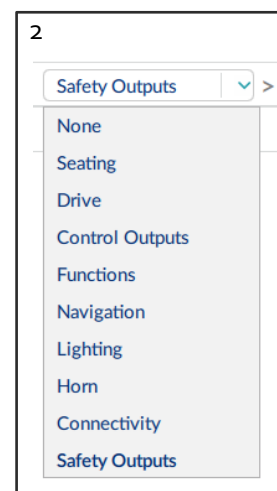 2
Safety Outputs >
None
Seating
Drive
Control Outputs
Functions
Navigation
Lighting
Horn
Connectivity
Safety Outputs